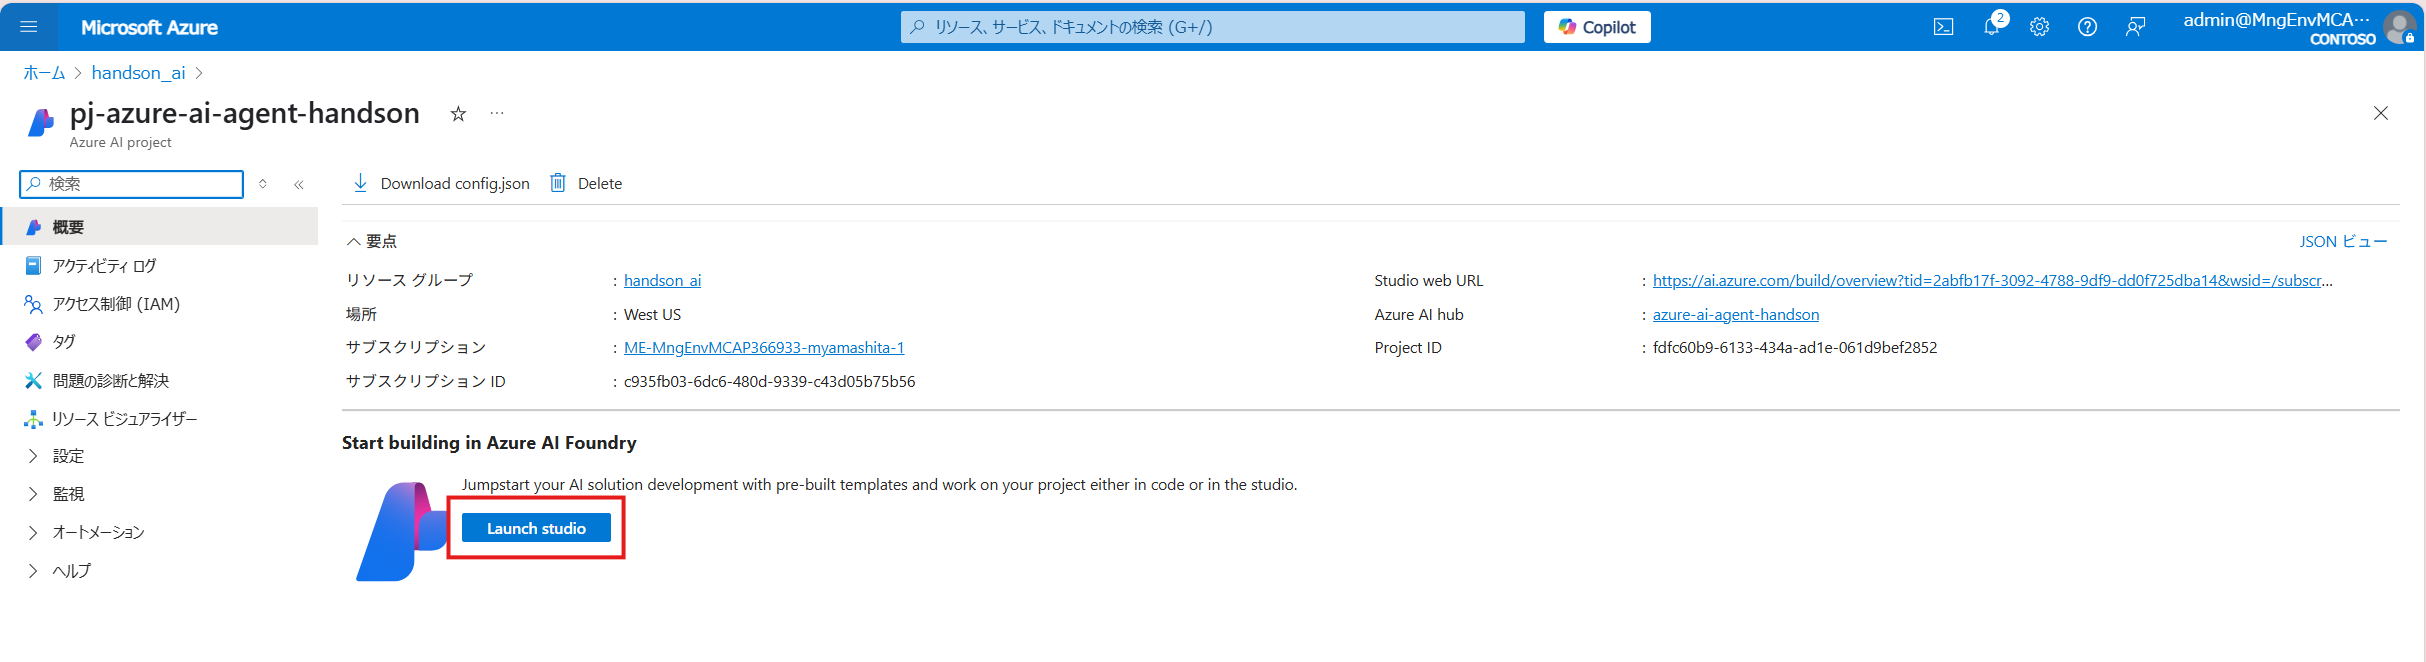 Microsoft Azure
リソース、サービス、ドキュメントの検索 (G+/)
Copilot
2
admin@MngEnvMCA...
CONTOSO
ホーム > handson_ai >
pj-azure-ai-agent-handson
Azure AI project
検索
Download config.json
Delete
概要
アクティビティ ログ
アクセス制御 (IAM)
タグ
問題の診断と解決
リソース ビジュアライザー
設定
監視
オートメーション
ヘルプ
要点
JSON ビュー
リソース グループ : handson_ai
場所 : West US
サブスクリプション : ME-MngEnvMCAP366933-myamashita-1
サブスクリプション ID : c935fb03-6dc6-480d-9339-c43d05b75b56
Studio web URL : https://ai.azure.com/build/overview?tid=2abfb17f-3092-4788-9df9-dd0f725dba14&wsid=/subscr...
Azure AI hub : azure-ai-agent-handson
Project ID : fdfc60b9-6133-434a-ad1e-061d9bef2852
Start building in Azure AI Foundry
Jumpstart your AI solution development with pre-built templates and work on your project either in code or in the studio.
Launch studio